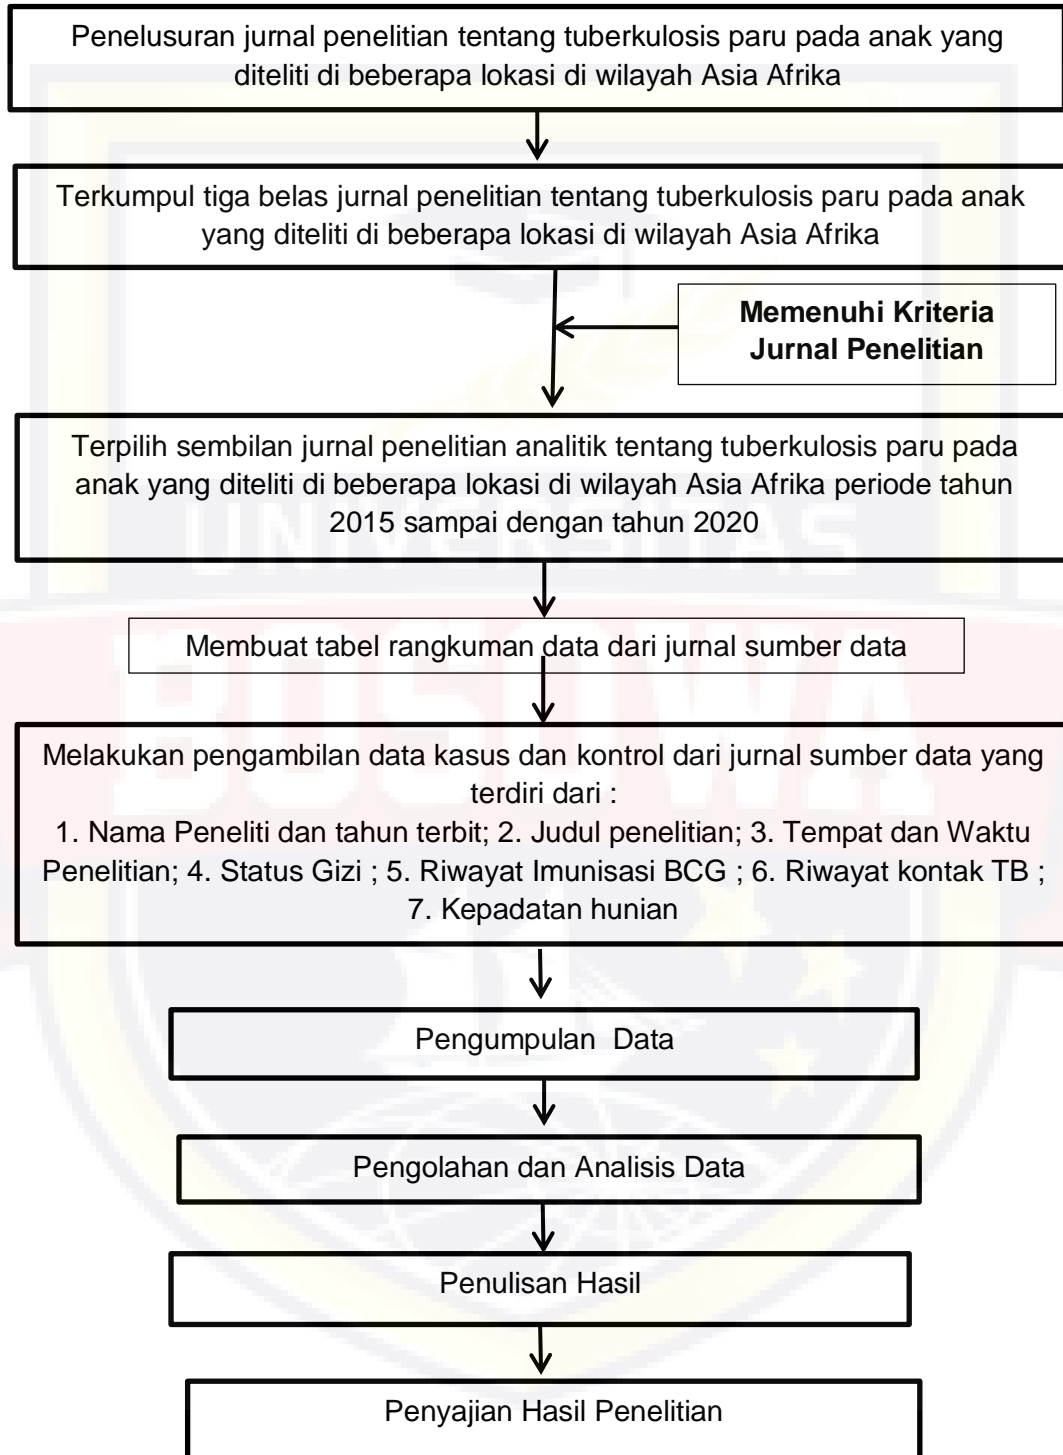 Penelusuran jurnal penelitian tentang tuberkulosis paru pada anak yang
diteliti di beberapa lokasi di wilayah Asia Afrika
Terkumpul tiga belas jurnal penelitian tentang tuberkulosis paru pada anak
yang diteliti di beberapa lokasi di wilayah Asia Afrika
Memenuhi Kriteria
Jurnal Penelitian
Terpilih sembilan jurnal penelitian analitik tentang tuberkulosis paru pada
anak yang diteliti di beberapa lokasi di wilayah Asia Afrika periode tahun
2015 sampai dengan tahun 2020
UNIVERSITAS
Membuat tabel rangkuman data dari jurnal sumber data
BOSOWA
Melakukan pengambilan data kasus dan kontrol dari jurnal sumber data yang
terdiri dari :
1. Nama Peneliti dan tahun terbit; 2. Judul penelitian; 3. Tempat dan Waktu
Penelitian; 4. Status Gizi ; 5. Riwayat Imunisasi BCG ; 6. Riwayat kontak TB ;
7. Kepadatan hunian
Pengumpulan Data
Pengolahan dan Analisis Data
Penulisan Hasil
Penyajian Hasil Penelitian